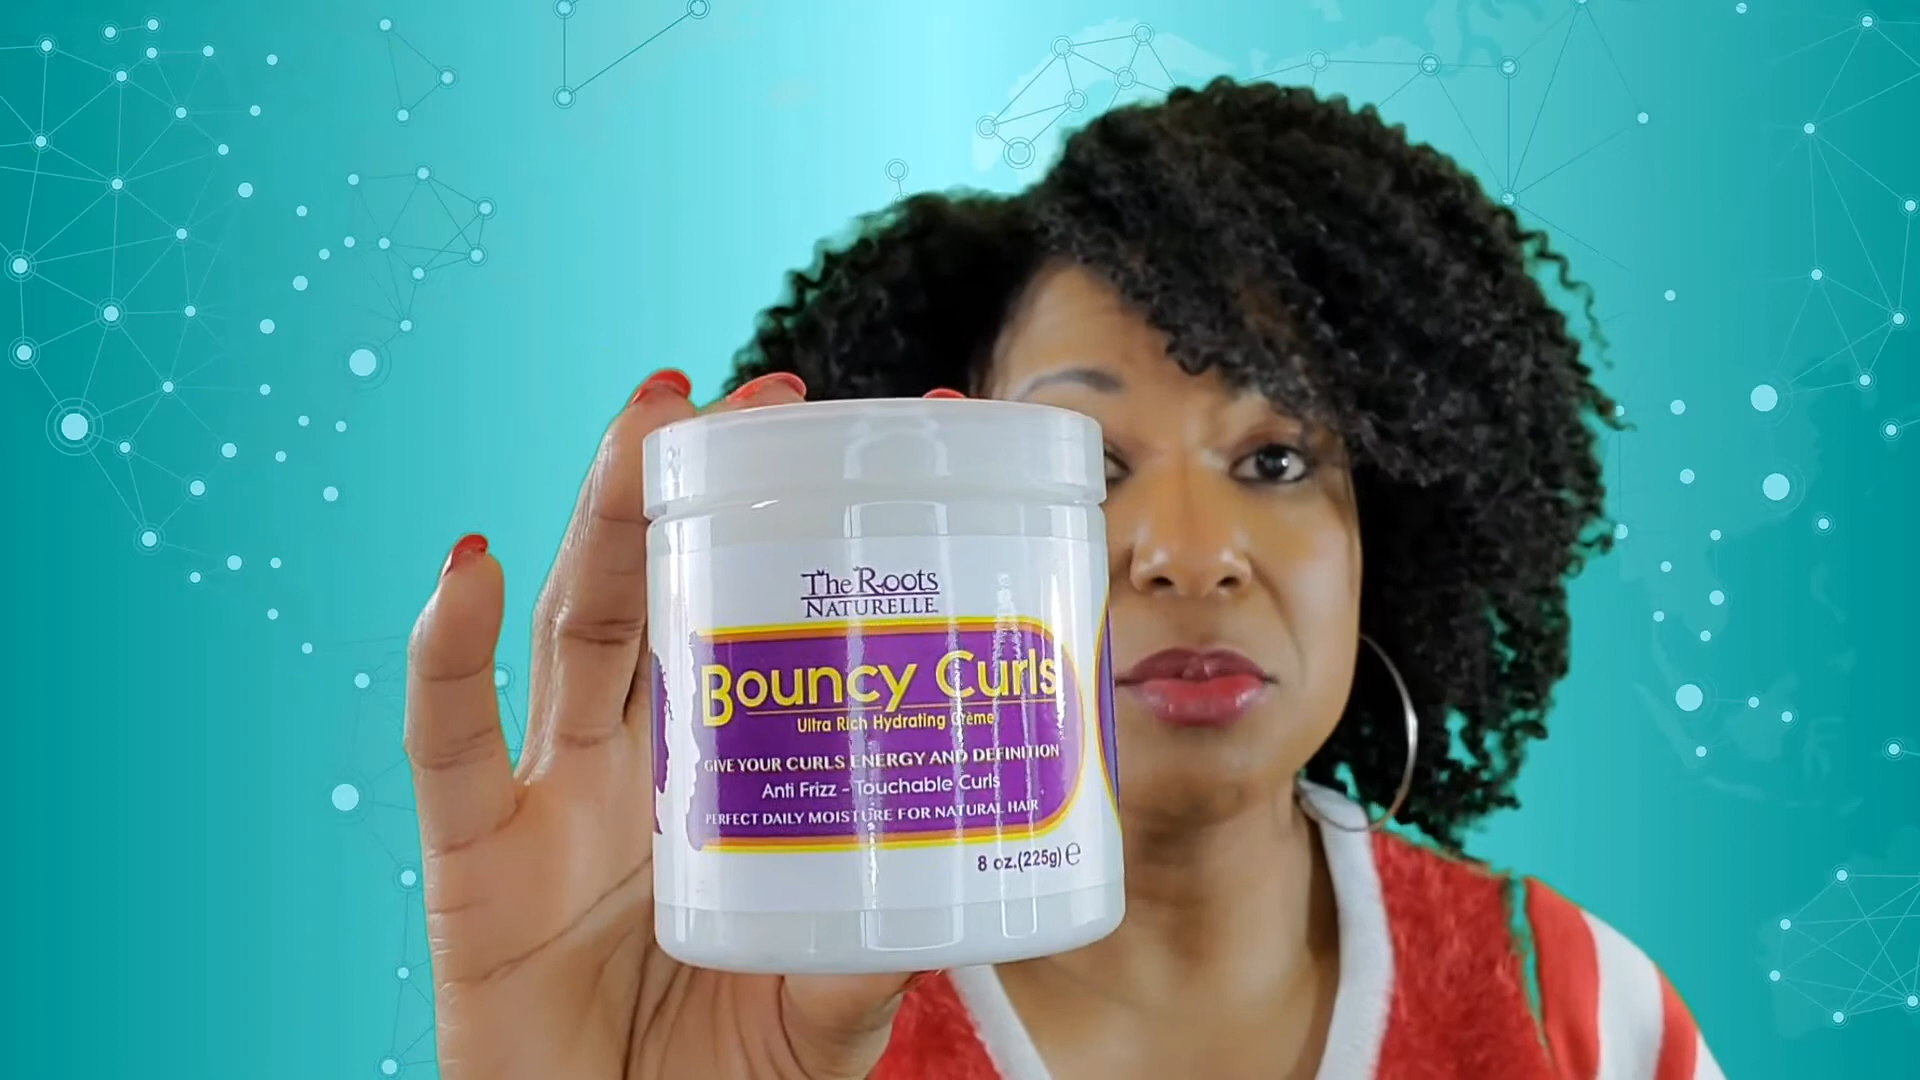 The Roots
NATURELLE
Bouncy Curls
Ultra Rich Hydrating Crème
GIVE YOUR CURLS ENERGY AND DEFINITION
Anti Frizz - Touchable Curls
PERFECT DAILY MOISTURE FOR NATURAL HAIR
8 oz.(225g) ℮